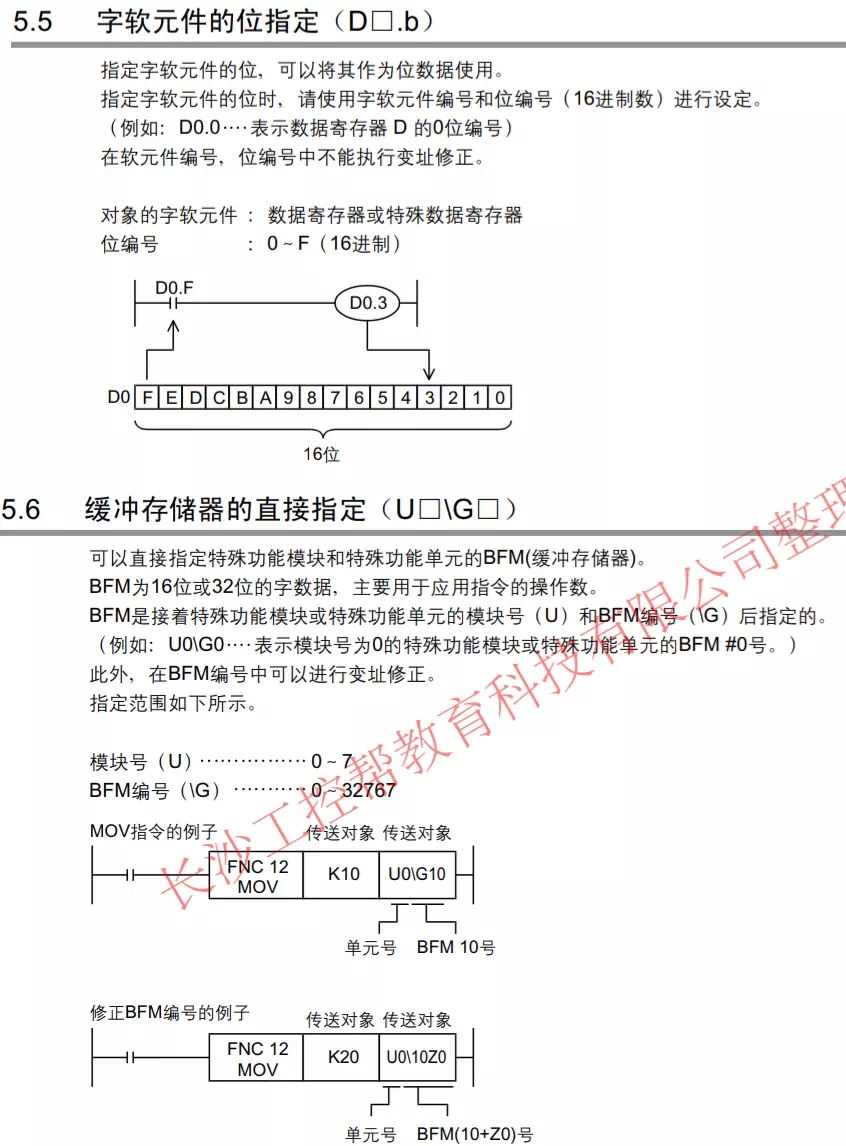 5.5 字软元件的位指定（D□.b）
指定字软元件的位，可以将其作为位数据使用。
指定字软元件的位时，请使用字软元件编号和位编号（16进制数）进行设定。
（例如：D0.0····表示数据寄存器 D 的0位编号）
在软元件编号，位编号中不能执行变址修正。
对象的字软元件 ： 数据寄存器或特殊数据寄存器
位编号 ： 0~F（16进制）
D0.F
D0.3
D0 F E D C B A 9 8 7 6 5 4 3 2 1 0
16位
5.6 缓冲存储器的直接指定（U□\G□）
可以直接指定特殊功能模块和特殊功能单元的BFM(缓冲存储器)。
BFM为16位或32位的字数据，主要用于应用指令的操作数。
BFM是接着特殊功能模块或特殊功能单元的模块号（U）和BFM编号（\G）后指定的。
（例如：U0\G0····表示模块号为0的特殊功能模块或特殊功能单元的BFM #0号。）
此外，在BFM编号中可以进行变址修正。
指定范围如下所示。
模块号（U）················ 0~7
BFM编号（\G）··········· 0~32767
MOV指令的例子 传送对象 传送对象
FNC 12
MOV K10 U0\G10
单元号 BFM 10号
修正BFM编号的例子 传送对象 传送对象
FNC 12
MOV K20 U0\10Z0
单元号 BFM(10+Z0)号
长沙工控帮教育科技有限公司整理